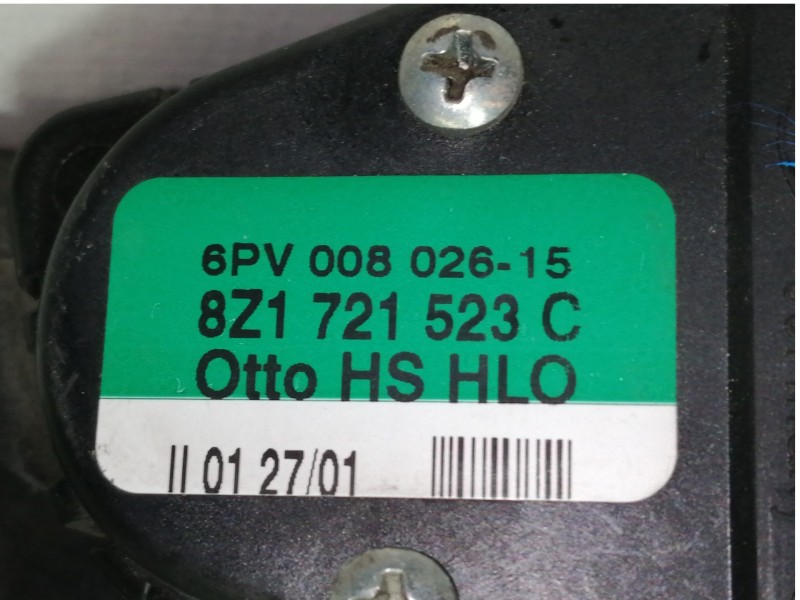 6PV 008 026-15
8Z1 721 523 C
Otto HS HLO
II 01 27/01